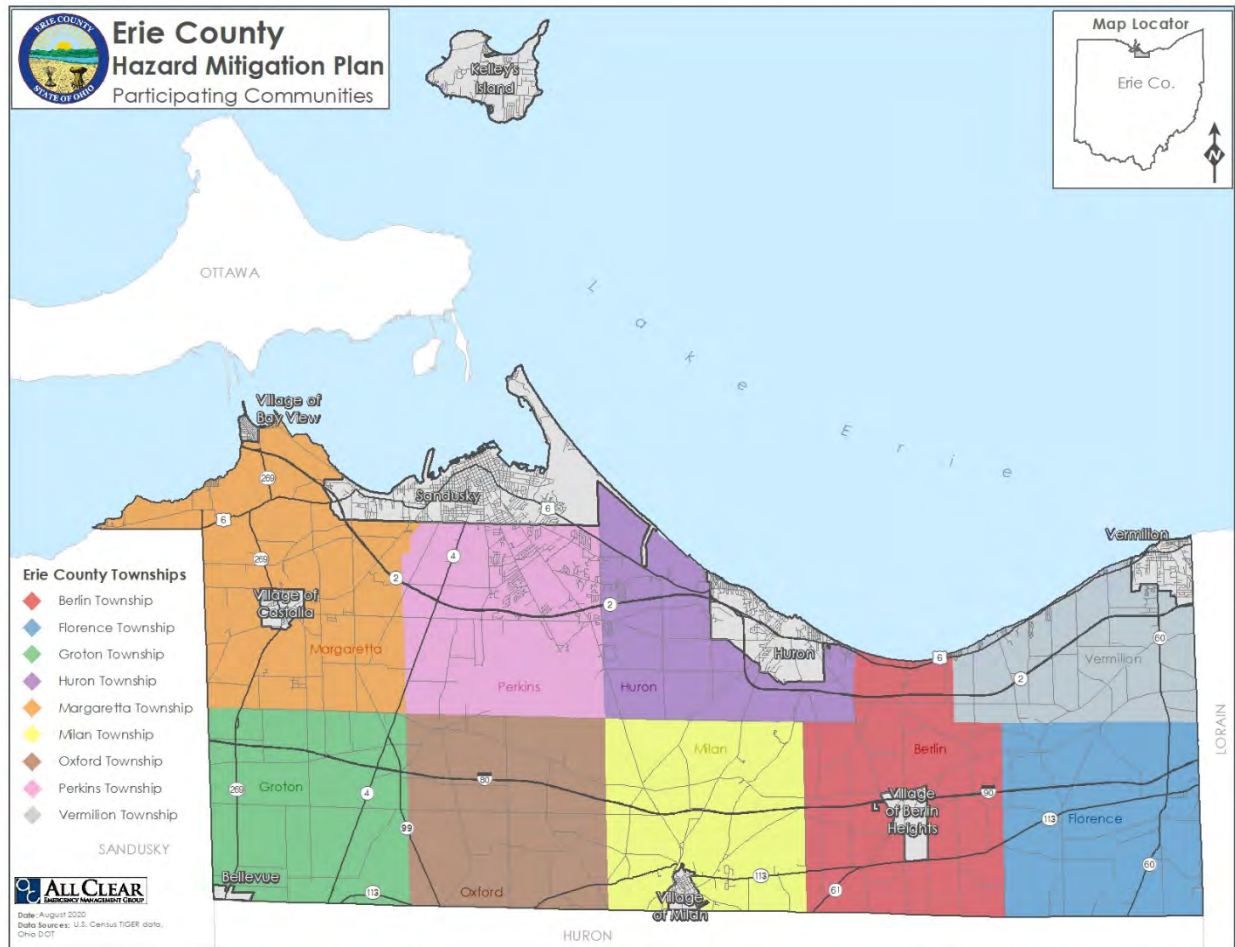 Erie County
Hazard Mitigation Plan
Participating Communities
ERIE COUNTY
STATE OF OHIO
Map Locator
Erie Co.
N
Kelley's
Island
OTTAWA
Lake Erie
Village of
Bay View
269
6
Sandusky
6
Vermilion
269
2
4
2
Village of
Castalia
Margaretta
Perkins
Huron
Huron
6
2
60
Vermilion
LORAIN
Erie County Townships
Berlin Township
Florence Township
Groton Township
Huron Township
Margaretta Township
Milan Township
Oxford Township
Perkins Township
Vermilion Township
Milan
Berlin
80
Groton
269
4
99
90
Village
of Berlin
Heights
113
Florence
60
SANDUSKY
Bellevue
113
Oxford
Village
of Milan
113
61
HURON
ALL CLEAR
EMERGENCY MANAGEMENT GROUP
Date: August 2020
Data Sources: U.S. Census TIGER data,
Ohio DOT